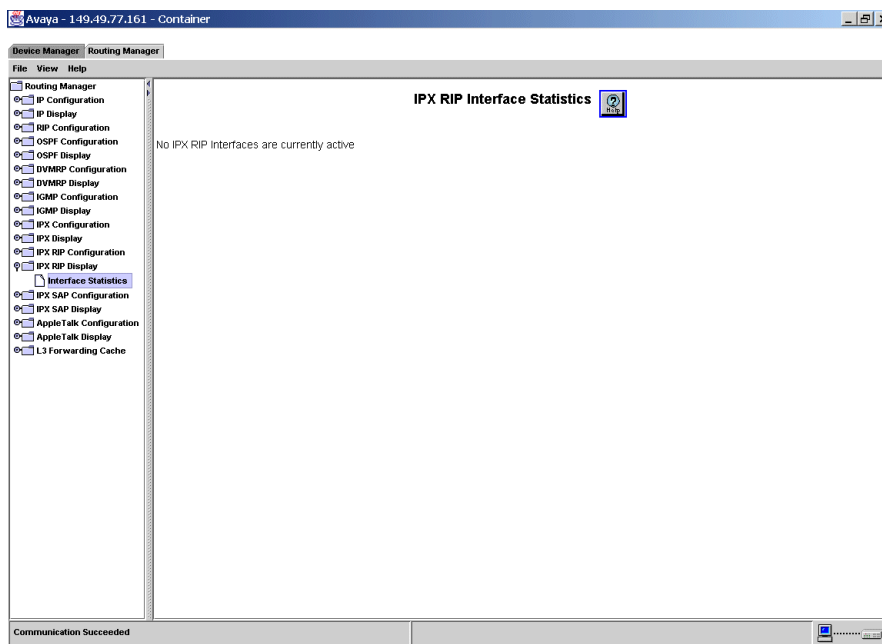 Avaya - 149.49.77.161 - Container
Device Manager Routing Manager
File View Help
Routing Manager
IP Configuration
IP Display
RIP Configuration
OSPF Configuration
OSPF Display
DVMRP Configuration
DVMRP Display
IGMP Configuration
IGMP Display
IPX Configuration
IPX Display
IPX RIP Configuration
IPX RIP Display
Interface Statistics
IPX SAP Configuration
IPX SAP Display
AppleTalk Configuration
AppleTalk Display
L3 Forwarding Cache
IPX RIP Interface Statistics
Help
No IPX RIP Interfaces are currently active
Communication Succeeded